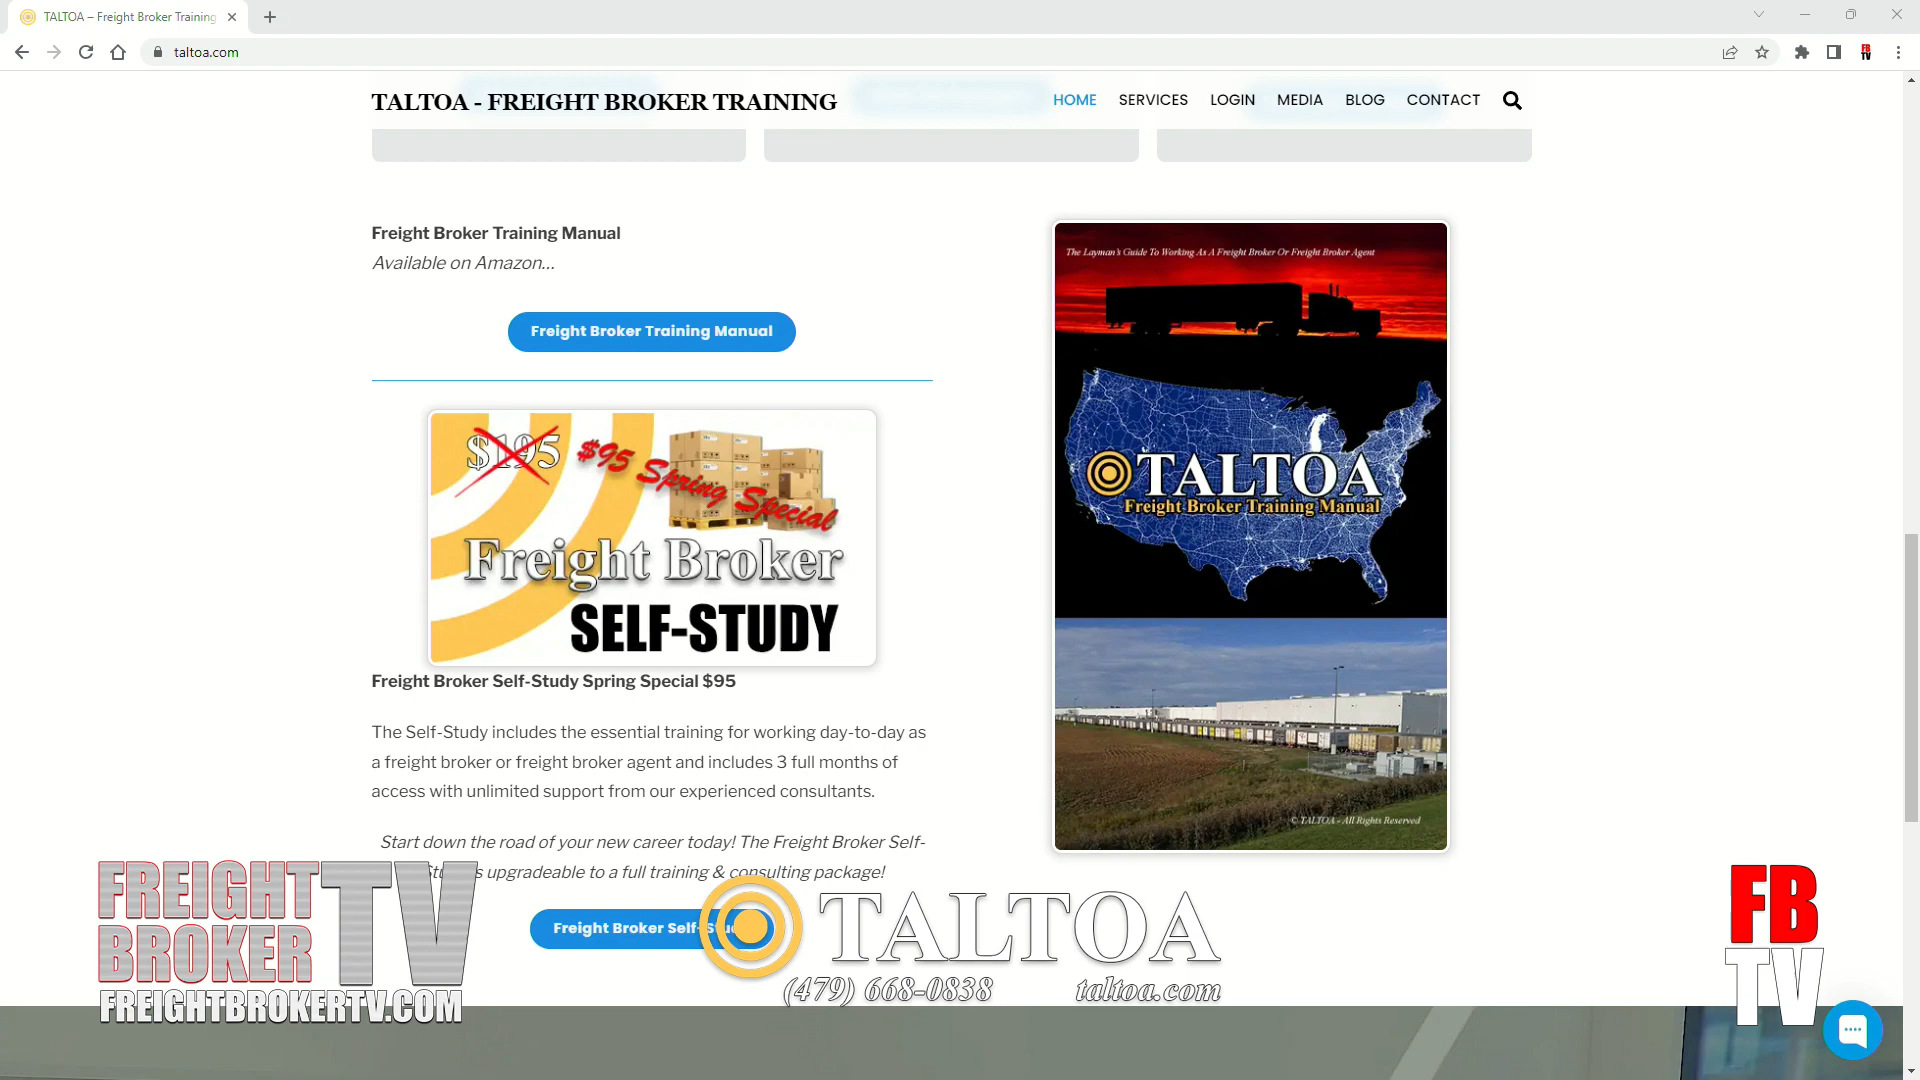 TALTOA – Freight Broker Training
taltoa.com
FB
TV
TALTOA - FREIGHT BROKER TRAINING
HOME SERVICES LOGIN MEDIA BLOG CONTACT
Freight Broker Training Manual
Available on Amazon...
Freight Broker Training Manual
$195
$95 Spring Special
Freight Broker
SELF-STUDY
Freight Broker Self-Study Spring Special $95
The Self-Study includes the essential training for working day-to-day as
a freight broker or freight broker agent and includes 3 full months of
access with unlimited support from our experienced consultants.
Start down the road of your new career today! The Freight Broker Self-
upgradeable to a full training & consulting package!
Freight Broker Self-Stu
The Layman's Guide To Working As A Freight Broker Or Freight Broker Agent
TALTOA
Freight Broker Training Manual
© TALTOA - All Rights Reserved
FREIGHT
BROKER
TV
FREIGHTBROKERTV.COM
TALTOA
(479) 668-0838 taltoa.com
FB
TV